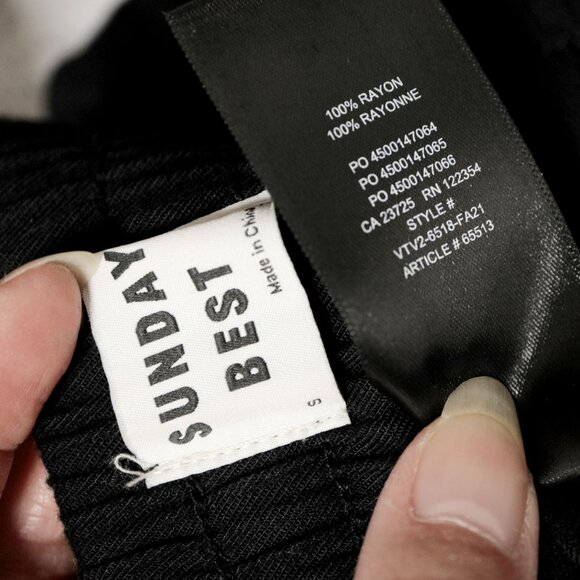 SUNDAY
BEST
Made in China
S
100% RAYON
100% RAYONNE
PO 4500147064
PO 4500147065
PO 4500147066
CA 23725 RN 122354
STYLE #
VTV2-6518-FA21
ARTICLE # 65513